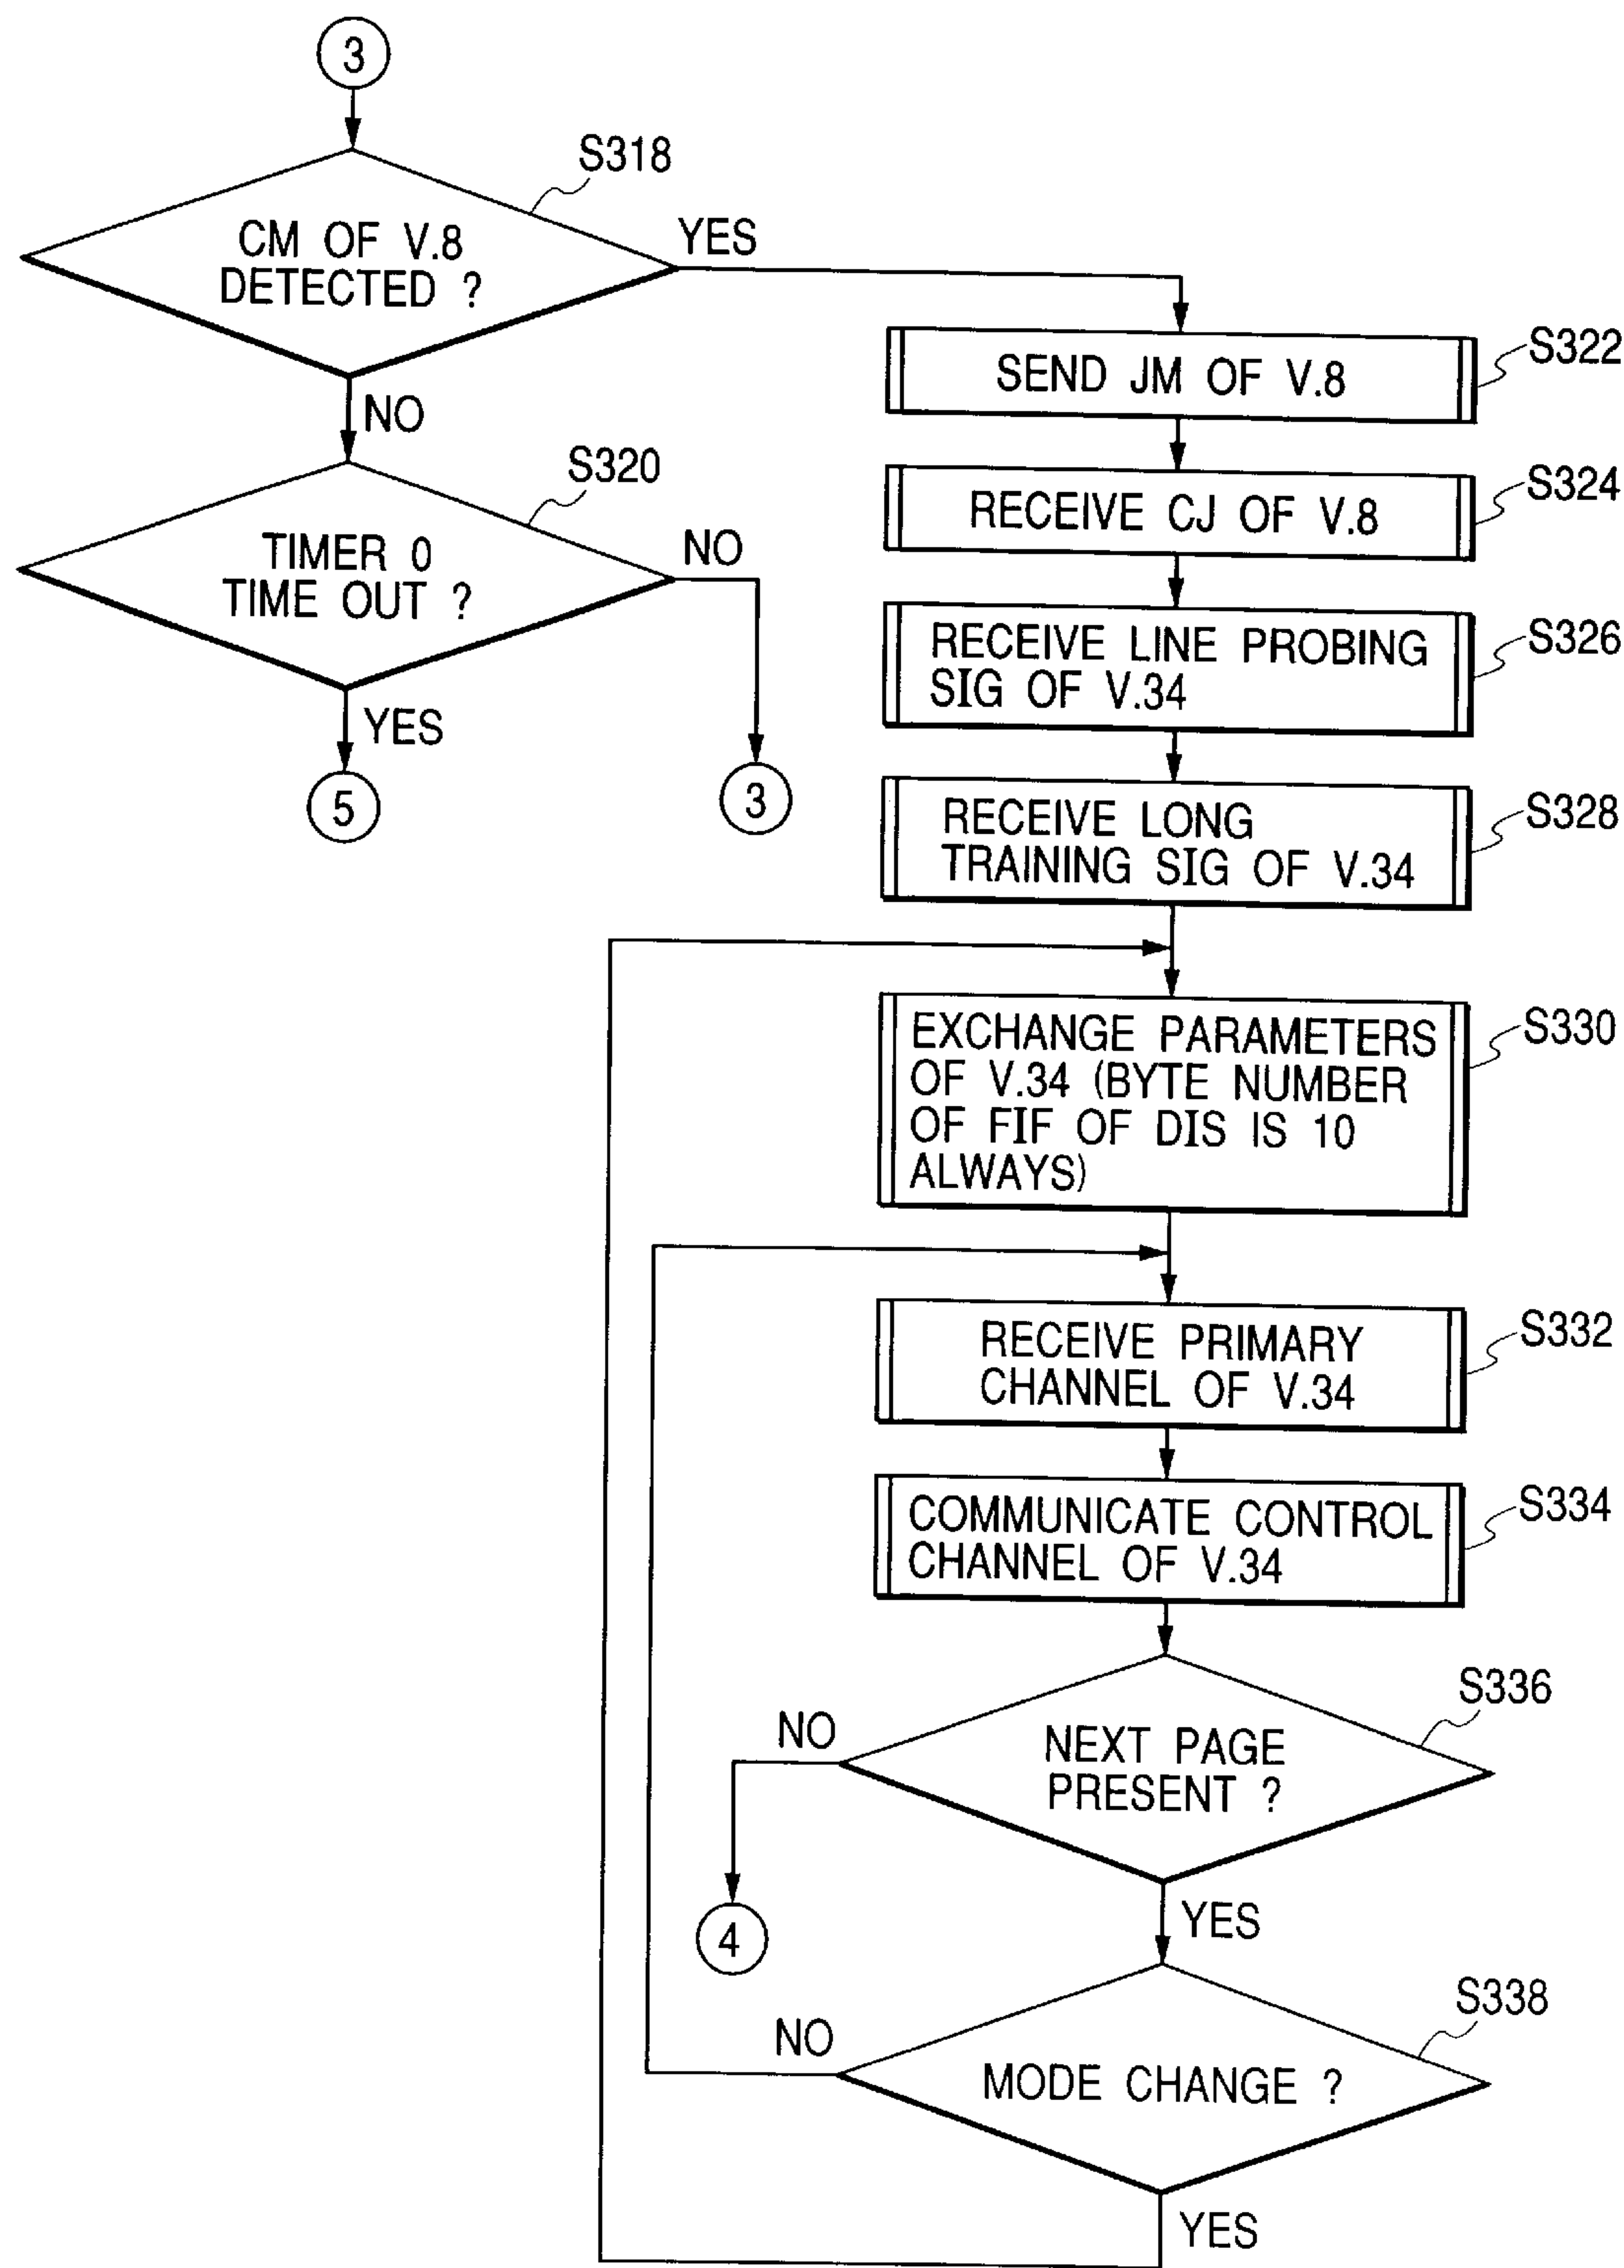 3
S318
CM OF V.8
DETECTED ?
YES
NO
S320
TIMER 0
TIME OUT ?
NO
YES
5
3
SEND JM OF V.8
S322
RECEIVE CJ OF V.8
S324
RECEIVE LINE PROBING
SIG OF V.34
S326
RECEIVE LONG
TRAINING SIG OF V.34
S328
EXCHANGE PARAMETERS
OF V.34 (BYTE NUMBER
OF FIF OF DIS IS 10
ALWAYS)
S330
RECEIVE PRIMARY
CHANNEL OF V.34
S332
COMMUNICATE CONTROL
CHANNEL OF V.34
S334
S336
NEXT PAGE
PRESENT ?
NO
4
YES
S338
MODE CHANGE ?
NO
YES